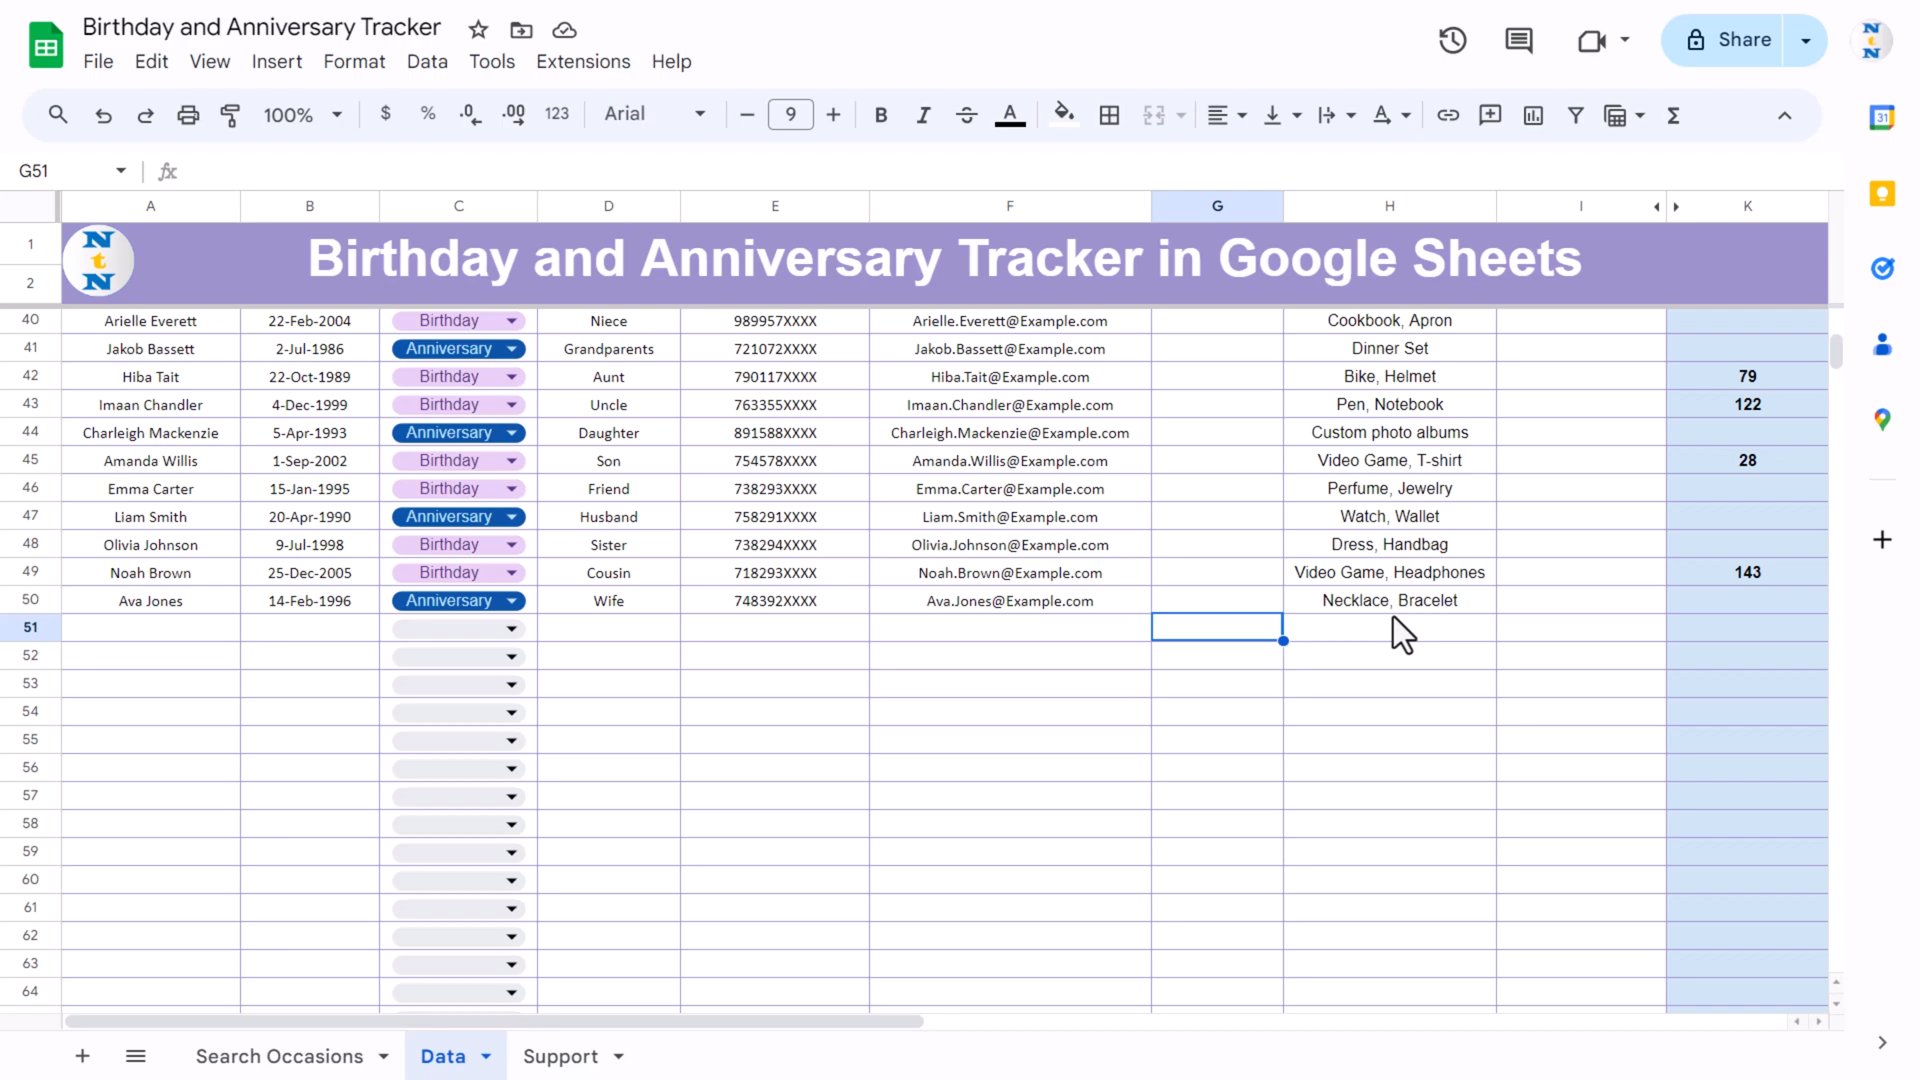 Birthday and Anniversary Tracker
File Edit View Insert Format Data Tools Extensions Help
Share
100% $ % .0 .00 123 Arial 9 B I A
G51 fx
A B C D E F G H I K
1 NtN Birthday and Anniversary Tracker in Google Sheets
2
40 Arielle Everett 22-Feb-2004 Birthday Niece 989957XXXX Arielle.Everett@Example.com Cookbook, Apron
41 Jakob Bassett 2-Jul-1986 Anniversary Grandparents 721072XXXX Jakob.Bassett@Example.com Dinner Set
42 Hiba Tait 22-Oct-1989 Birthday Aunt 790117XXXX Hiba.Tait@Example.com Bike, Helmet 79
43 Imaan Chandler 4-Dec-1999 Birthday Uncle 763355XXXX Imaan.Chandler@Example.com Pen, Notebook 122
44 Charleigh Mackenzie 5-Apr-1993 Anniversary Daughter 891588XXXX Charleigh.Mackenzie@Example.com Custom photo albums
45 Amanda Willis 1-Sep-2002 Birthday Son 754578XXXX Amanda.Willis@Example.com Video Game, T-shirt 28
46 Emma Carter 15-Jan-1995 Birthday Friend 738293XXXX Emma.Carter@Example.com Perfume, Jewelry
47 Liam Smith 20-Apr-1990 Anniversary Husband 758291XXXX Liam.Smith@Example.com Watch, Wallet
48 Olivia Johnson 9-Jul-1998 Birthday Sister 738294XXXX Olivia.Johnson@Example.com Dress, Handbag
49 Noah Brown 25-Dec-2005 Birthday Cousin 718293XXXX Noah.Brown@Example.com Video Game, Headphones 143
50 Ava Jones 14-Feb-1996 Anniversary Wife 748392XXXX Ava.Jones@Example.com Necklace, Bracelet
51
52
53
54
55
56
57
58
59
60
61
62
63
64
Search Occasions Data Support
NtN
31